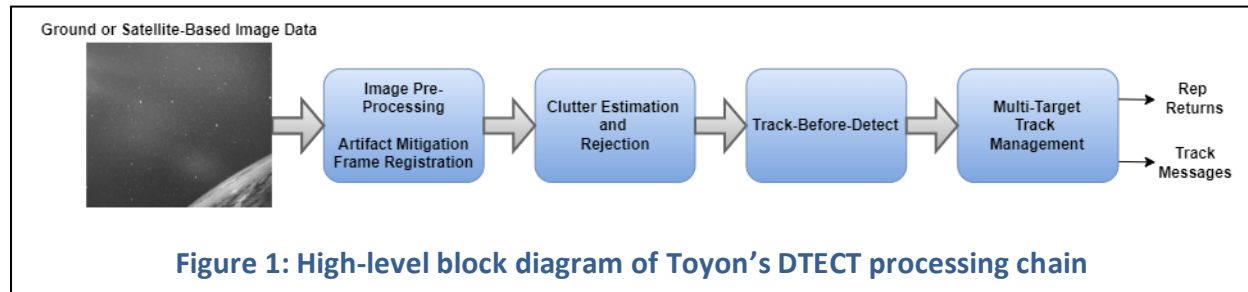 Ground or Satellite-Based Image Data
Image Pre-
Processing
Artifact Mitigation
Frame Registration
Clutter Estimation
and
Rejection
Track-Before-Detect
Multi-Target
Track
Management
Rep
Returns
Track
Messages
Figure 1: High-level block diagram of Toyon’s DTECT processing chain